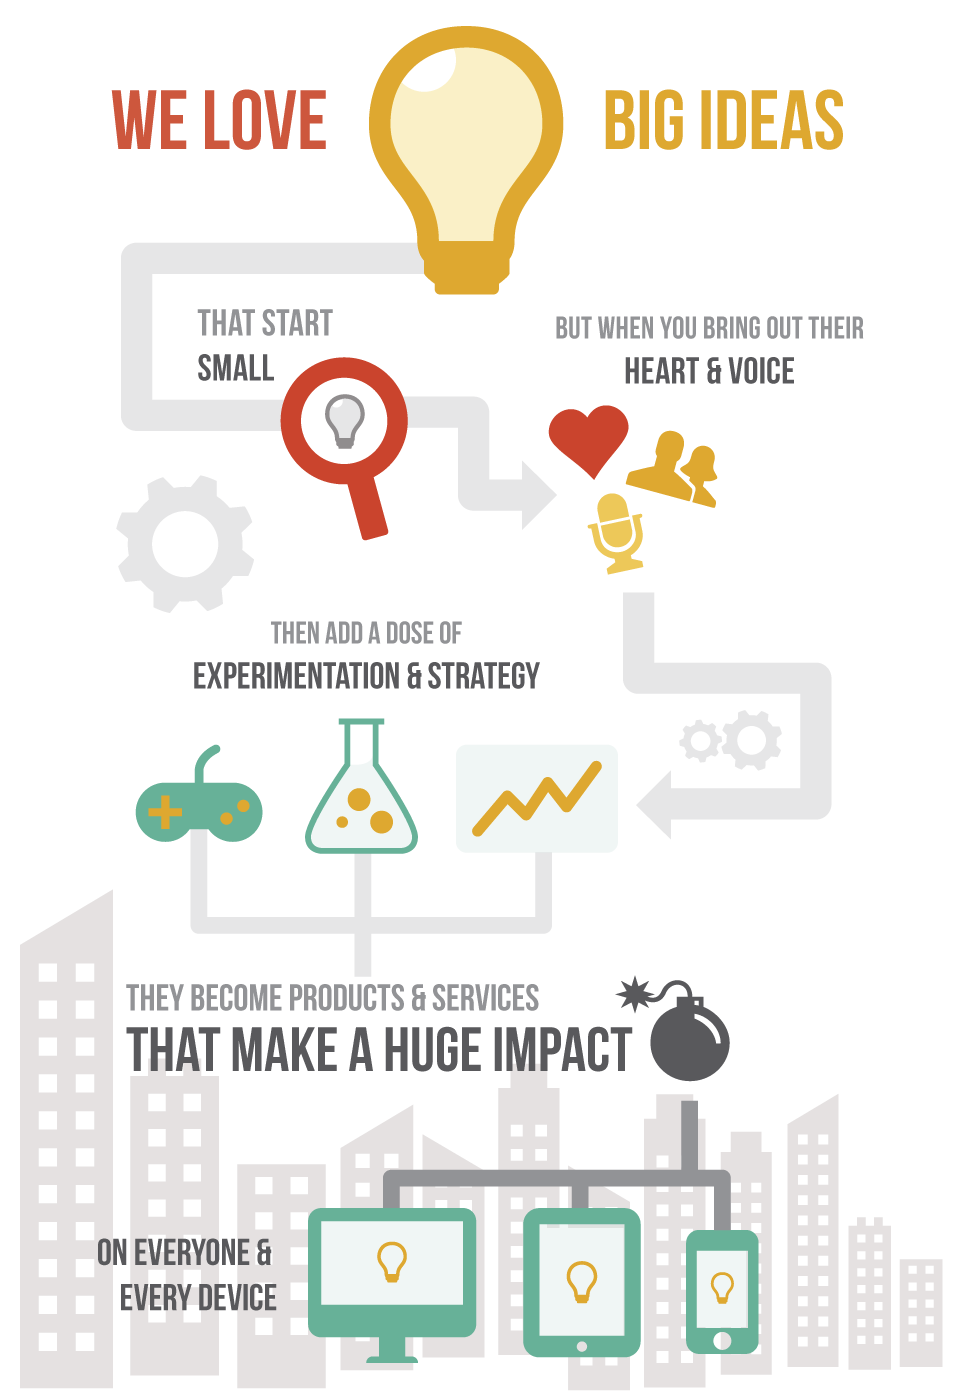 WE LOVE BIG IDEAS
THAT START
SMALL
BUT WHEN YOU BRING OUT THEIR
HEART & VOICE
THEN ADD A DOSE OF
EXPERIMENTATION & STRATEGY
THEY BECOME PRODUCTS & SERVICES
THAT MAKE A HUGE IMPACT
ON EVERYONE &
EVERY DEVICE